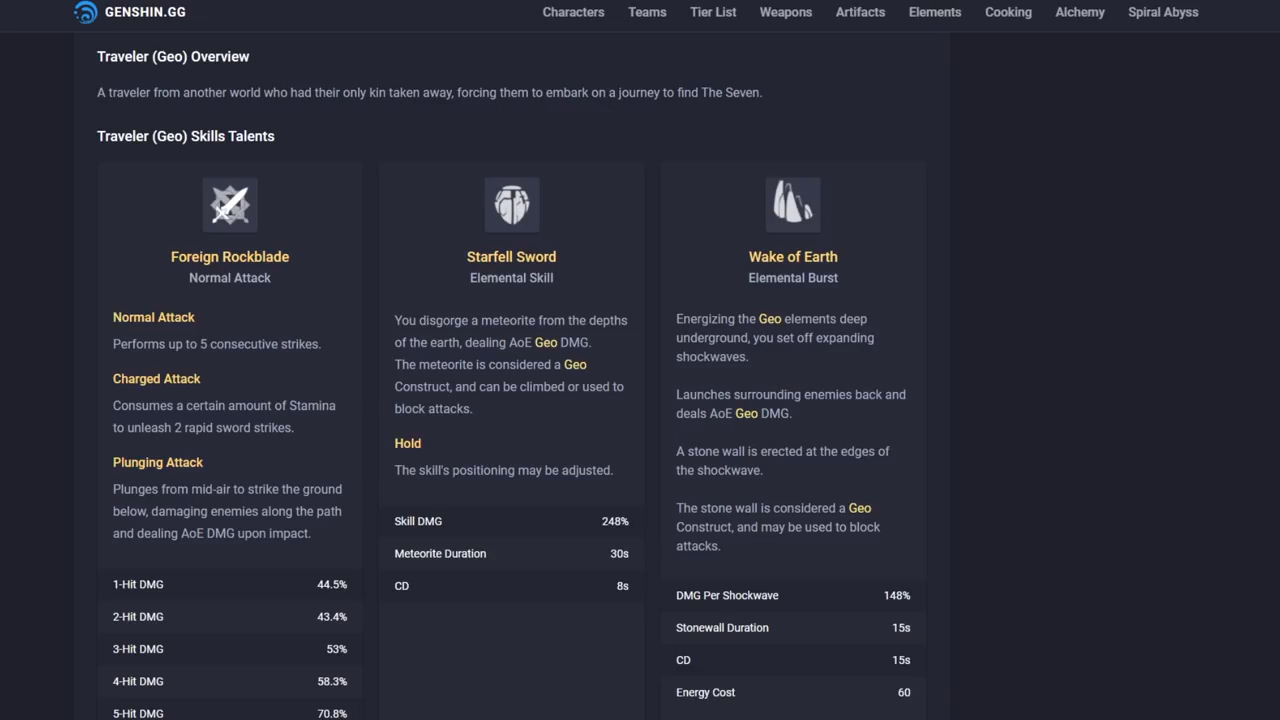 GENSHIN.GG
Characters
Teams
Tier List
Weapons
Artifacts
Elements
Cooking
Alchemy
Spiral Abyss
Traveler (Geo) Overview
A traveler from another world who had their only kin taken away, forcing them to embark on a journey to find The Seven.
Traveler (Geo) Skills Talents
Foreign Rockblade
Normal Attack
Normal Attack
Performs up to 5 consecutive strikes.
Charged Attack
Consumes a certain amount of Stamina
to unleash 2 rapid sword strikes.
Plunging Attack
Plunges from mid-air to strike the ground
below, damaging enemies along the path
and dealing AoE DMG upon impact.
1-Hit DMG 44.5%
2-Hit DMG 43.4%
3-Hit DMG 53%
4-Hit DMG 58.3%
5-Hit DMG 70.8%
Starfell Sword
Elemental Skill
You disgorge a meteorite from the depths
of the earth, dealing AoE Geo DMG.
The meteorite is considered a Geo
Construct, and can be climbed or used to
block attacks.
Hold
The skill's positioning may be adjusted.
Skill DMG 248%
Meteorite Duration 30s
CD 8s
Wake of Earth
Elemental Burst
Energizing the Geo elements deep
underground, you set off expanding
shockwaves.
Launches surrounding enemies back and
deals AoE Geo DMG.
A stone wall is erected at the edges of
the shockwave.
The stone wall is considered a Geo
Construct, and may be used to block
attacks.
DMG Per Shockwave 148%
Stonewall Duration 15s
CD 15s
Energy Cost 60